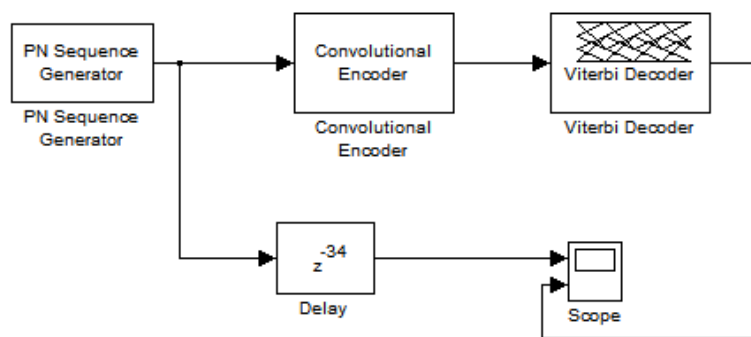 PN Sequence
Generator
PN Sequence
Generator
Convolutional
Encoder
Convolutional
Encoder
Viterbi Decoder
Viterbi Decoder
z^-34
Delay
Scope